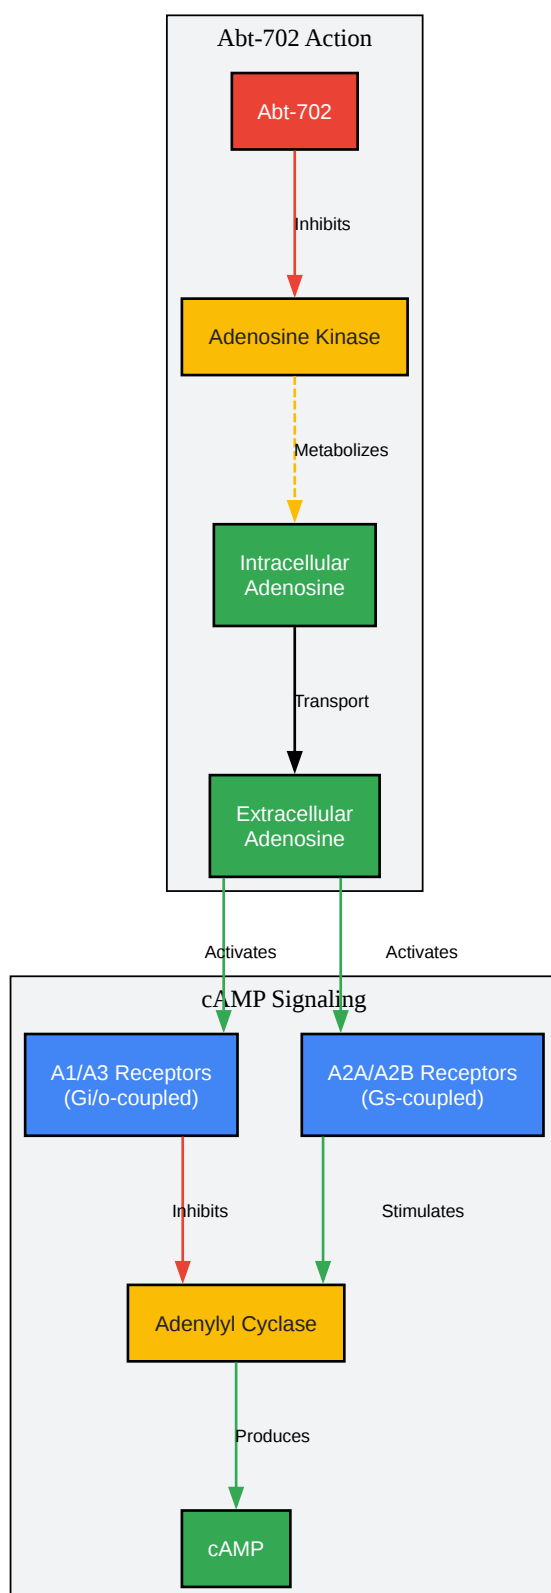 Abt-702 Action
Abt-702
Inhibits
Adenosine Kinase
Metabolizes
Intracellular
Adenosine
Transport
Extracellular
Adenosine
Activates
Activates
cAMP Signaling
A1/A3 Receptors
(Gi/o-coupled)
A2A/A2B Receptors
(Gs-coupled)
Inhibits
Stimulates
Adenylyl Cyclase
Produces
cAMP